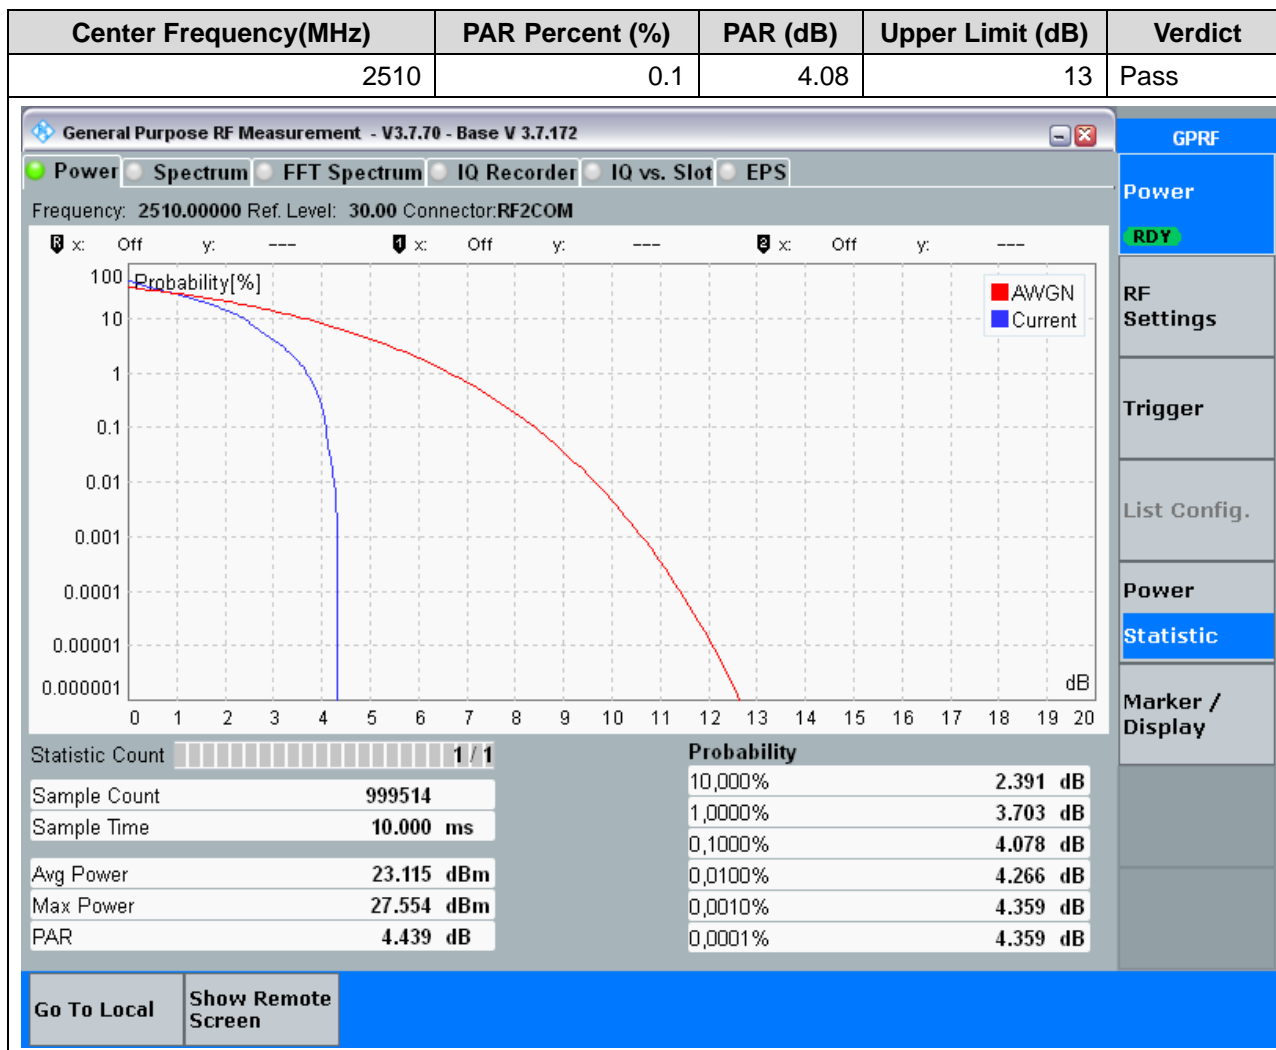 Center Frequency(MHz) PAR Percent (%) PAR (dB) Upper Limit (dB) Verdict
2510 0.1 4.08 13 Pass
General Purpose RF Measurement - V3.7.70 - Base V 3.7.172
GPRF
Power Spectrum FFT Spectrum IQ Recorder IQ vs. Slot EPS
Frequency: 2510.00000 Ref. Level: 30.00 Connector:RF2COM
Power
RDY
R x: Off y: --- 1 x: Off y: --- 2 x: Off y: ---
Probability[%]
AWGN
Current
100
10
1
0.1
0.01
0.001
0.0001
0.00001
0.000001
dB
0 1 2 3 4 5 6 7 8 9 10 11 12 13 14 15 16 17 18 19 20
RF
Settings
Trigger
List Config.
Power
Statistic
Marker /
Display
Statistic Count 1 / 1
Sample Count 999514
Sample Time 10.000 ms
Avg Power 23.115 dBm
Max Power 27.554 dBm
PAR 4.439 dB
Probability
10,000% 2.391 dB
1,0000% 3.703 dB
0,1000% 4.078 dB
0,0100% 4.266 dB
0,0010% 4.359 dB
0,0001% 4.359 dB
Go To Local
Show Remote
Screen